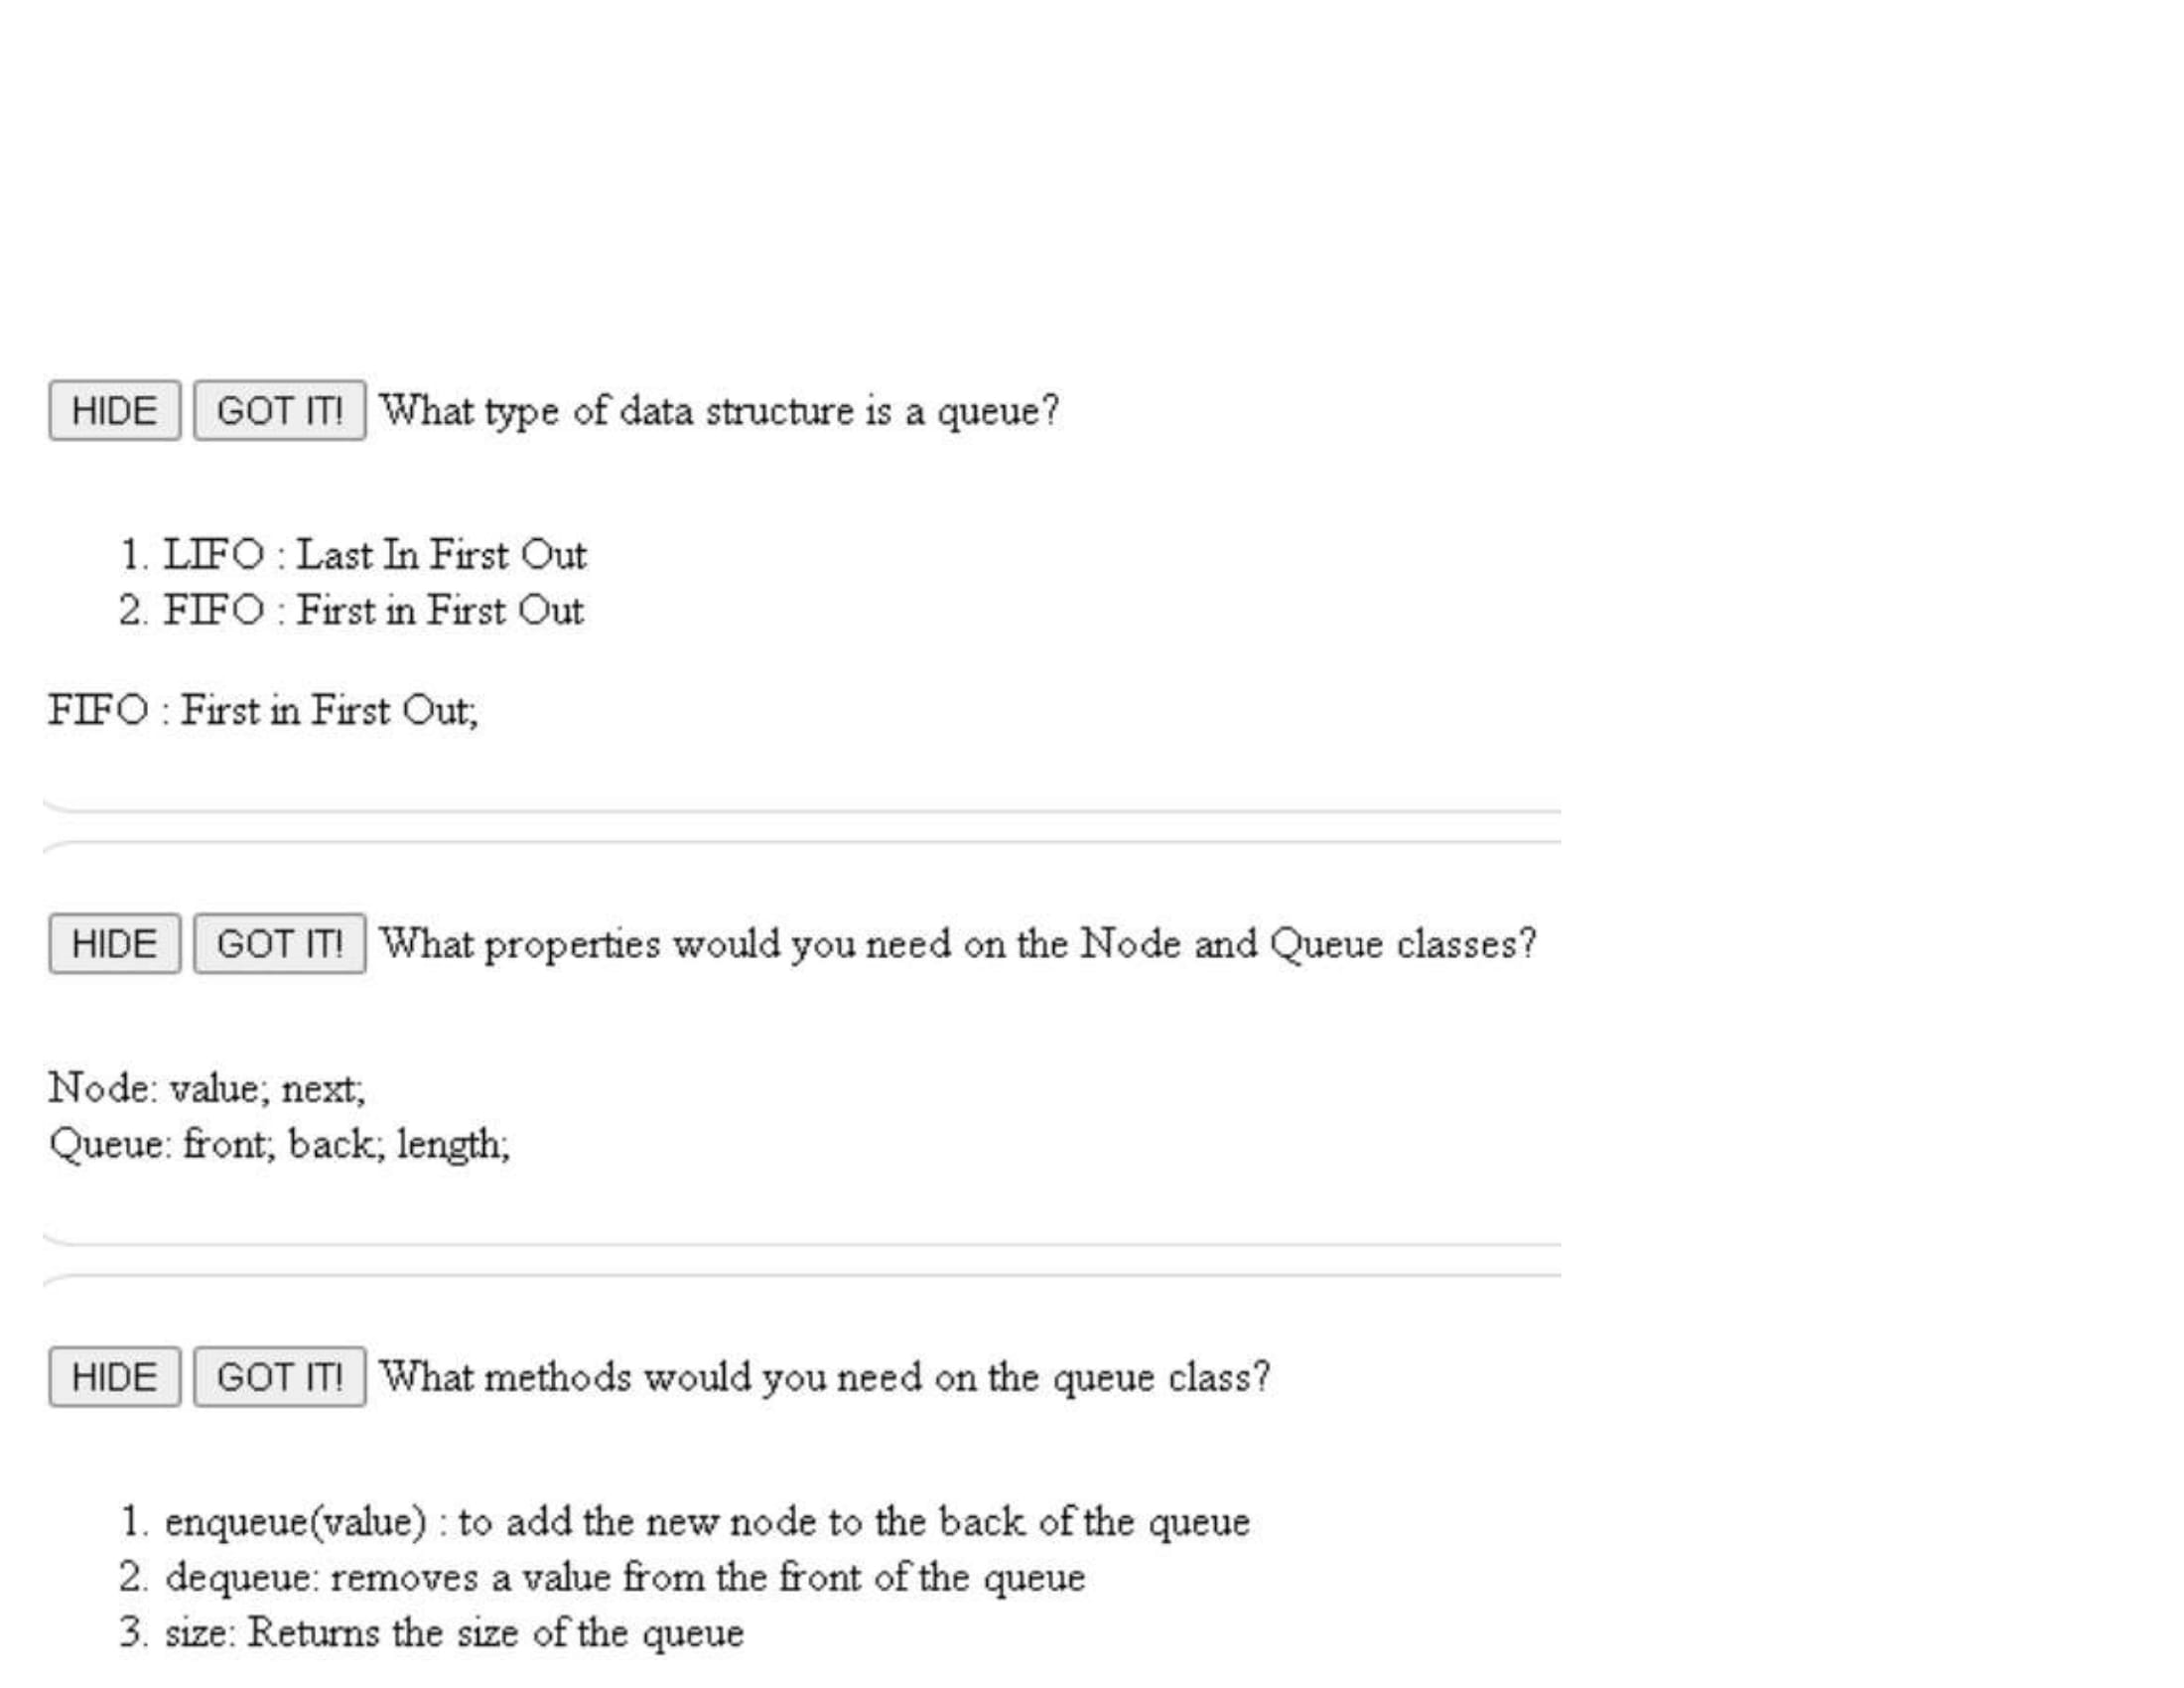 HIDE GOT IT! What type of data structure is a queue?
1. LIFO : Last In First Out
2. FIFO : First in First Out
FIFO : First in First Out;
HIDE GOT IT! What properties would you need on the Node and Queue classes?
Node: value; next;
Queue: front; back; length;
HIDE GOT IT! What methods would you need on the queue class?
1. enqueue(value) : to add the new node to the back of the queue
2. dequeue: removes a value from the front of the queue
3. size: Returns the size of the queue